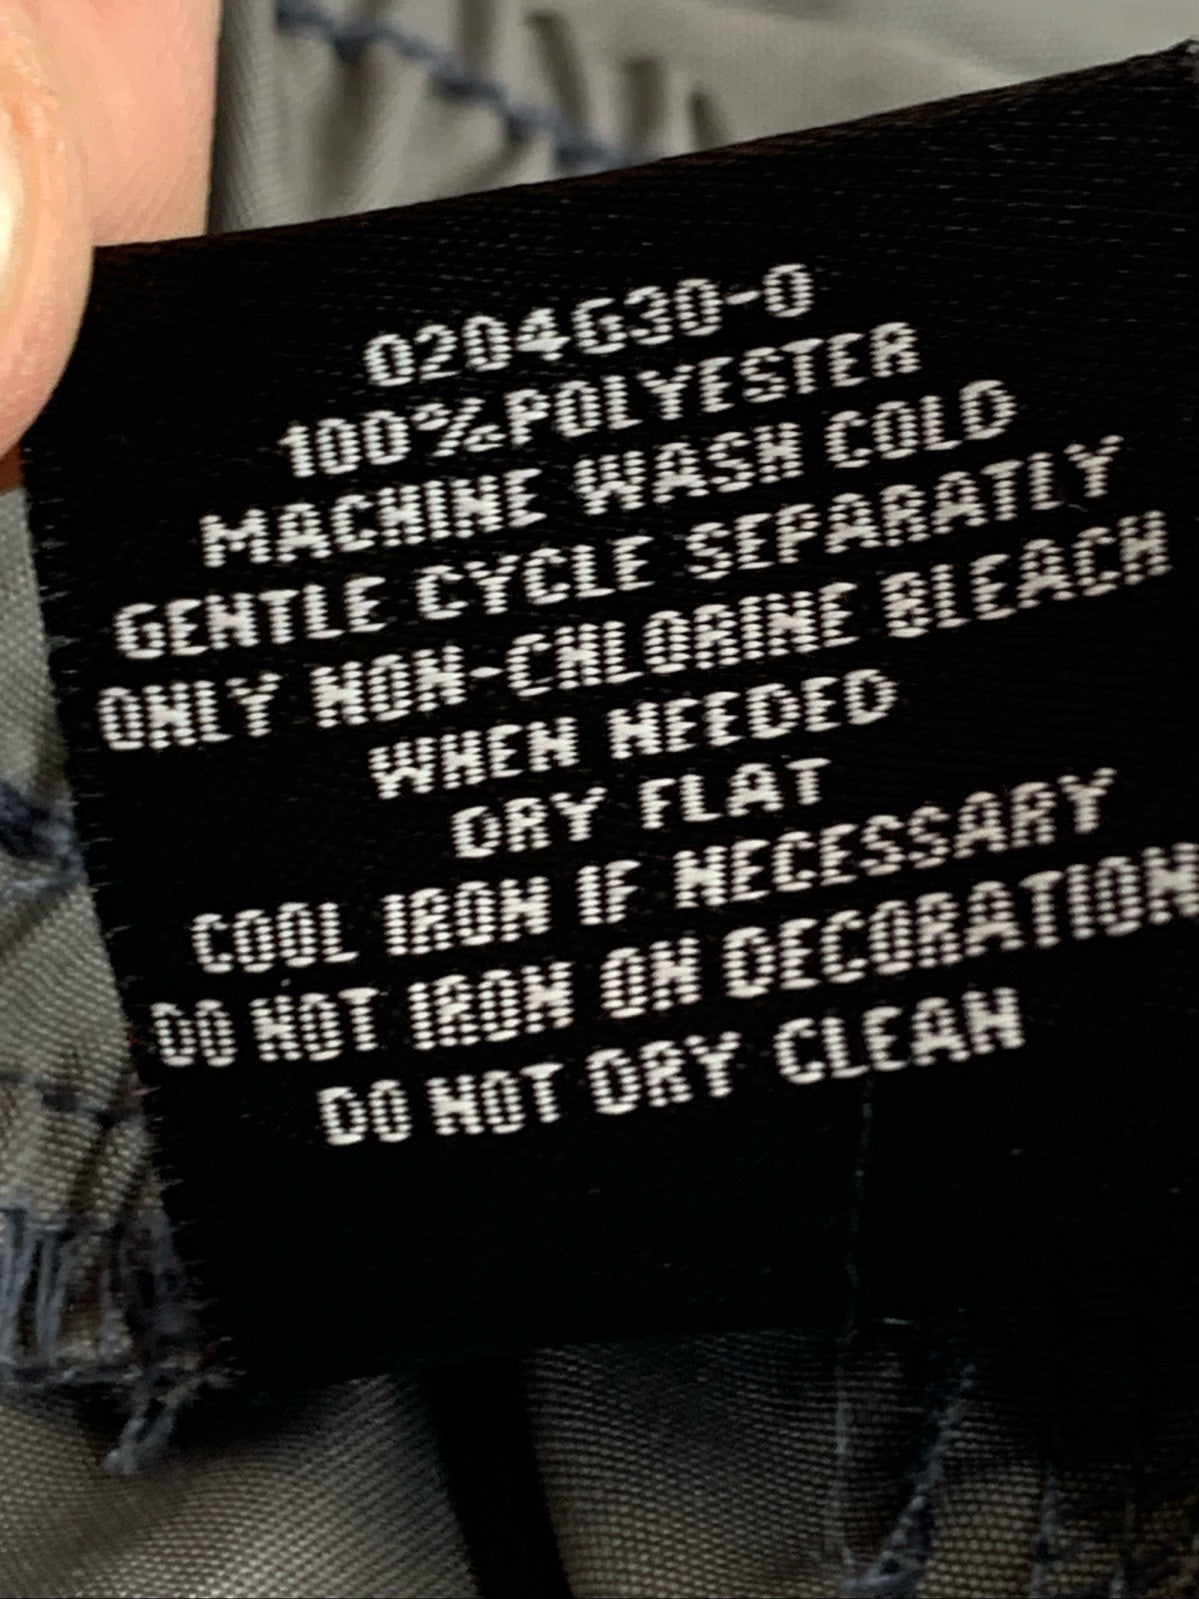 0204G30-0
100%POLYESTER
MACHINE WASH COLD
GENTLE CYCLE SEPARATLY
ONLY NON-CHLORINE BLEACH
WHEN NEEDED
DRY FLAT
COOL IRON IF NECESSARY
DO NOT IRON ON DECORATION
DO NOT DRY CLEAN